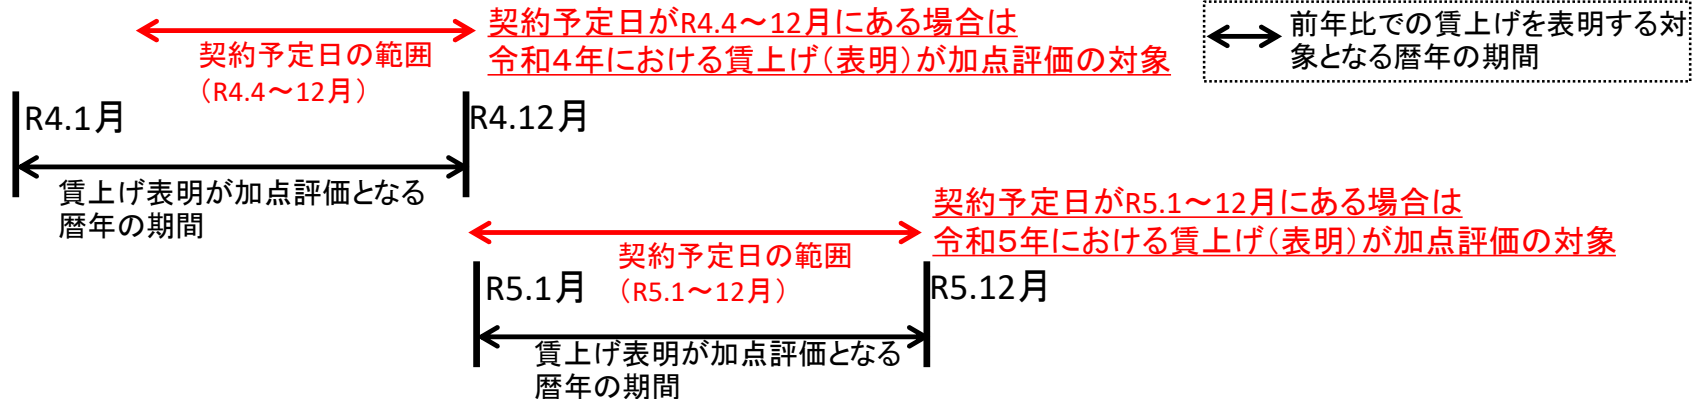 契約予定日がR4.4～12月にある場合は
令和４年における賃上げ（表明）が加点評価の対象
前年比での賃上げを表明する対
象となる暦年の期間
契約予定日の範囲
（R4.4～12月）
R4.1月
R4.12月
賃上げ表明が加点評価となる
暦年の期間
契約予定日がR5.1～12月にある場合は
令和５年における賃上げ（表明）が加点評価の対象
契約予定日の範囲
（R5.1～12月）
R5.1月
R5.12月
賃上げ表明が加点評価となる
暦年の期間